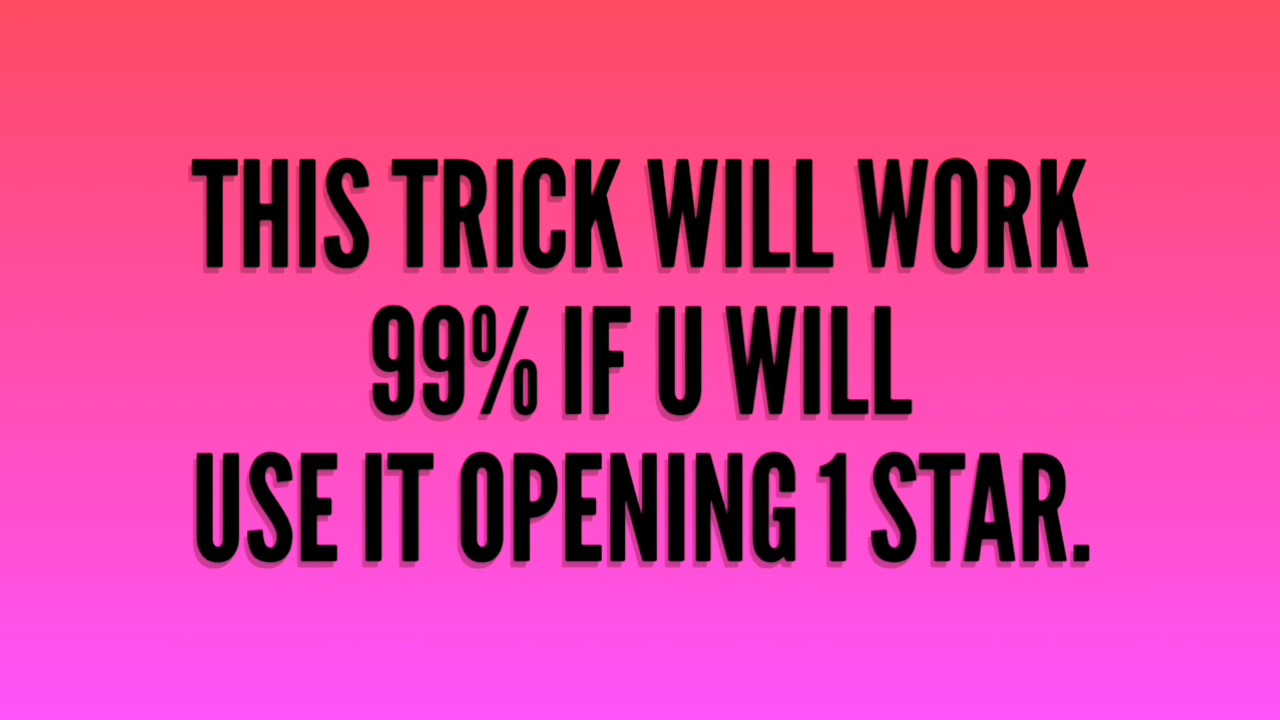 THIS TRICK WILL WORK
99% IF U WILL
USE IT OPENING 1 STAR.